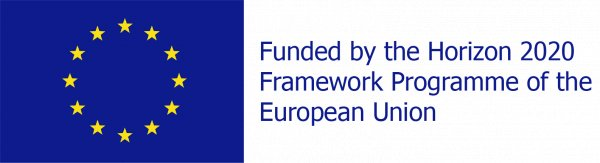 Funded by the Horizon 2020
Framework Programme of the
European Union